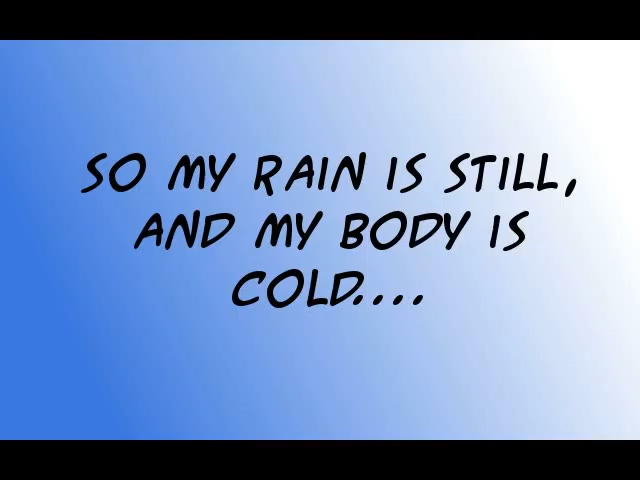 SO MY RAIN IS STILL,
AND MY BODY IS
COLD....